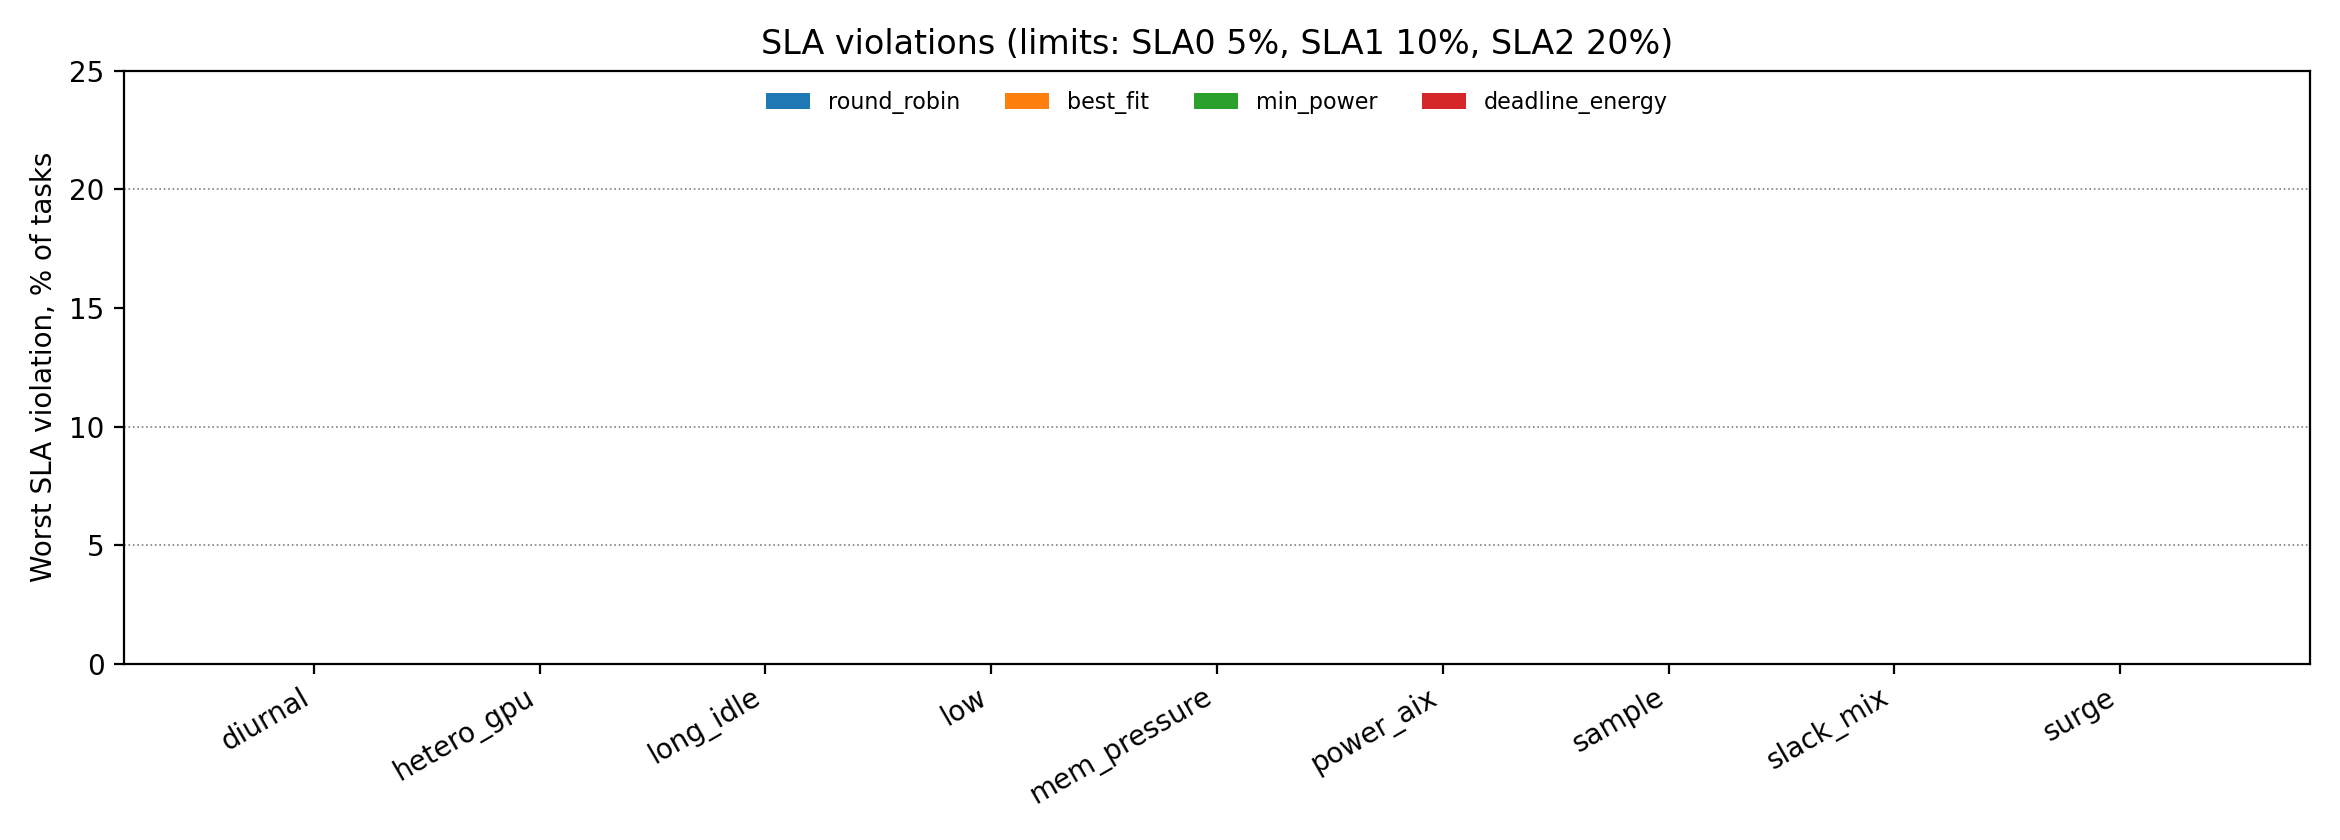 SLA violations (limits: SLA0 5%, SLA1 10%, SLA2 20%)
round_robin best_fit min_power deadline_energy
Worst SLA violation, % of tasks
25
20
15
10
5
0
diurnal
hetero_gpu
long_idle
low
mem_pressure
power_aix
sample
slack_mix
surge